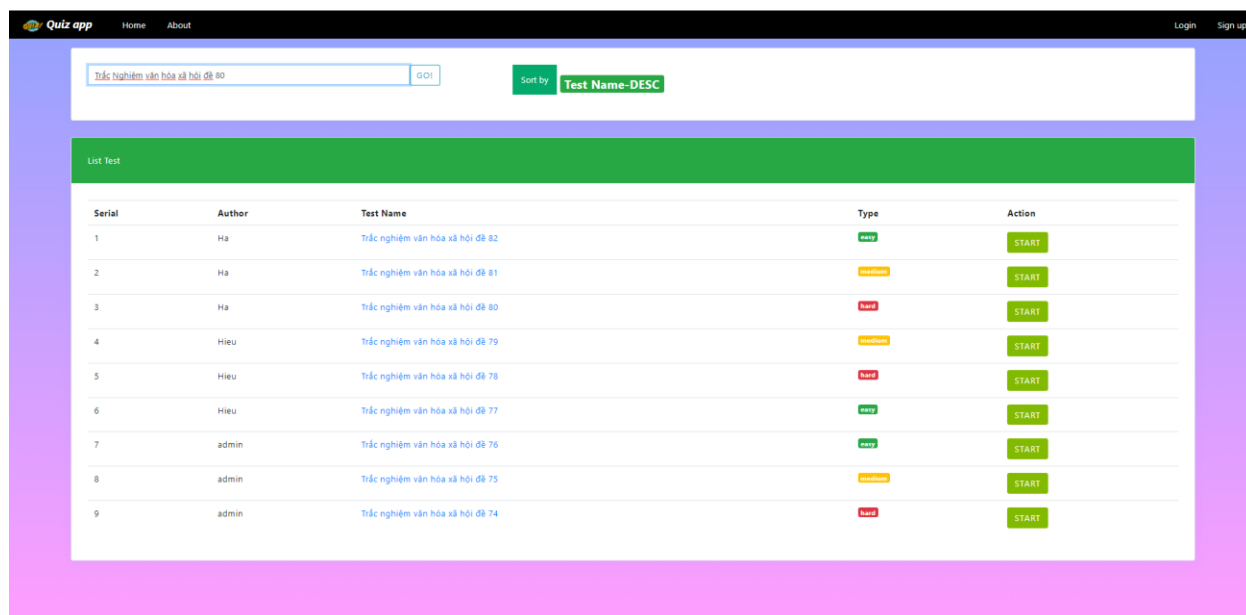 Quiz app Home About Login Sign up
Trắc Nghiệm văn hóa xã hội đề 80 GO! Sort by Test Name-DESC
List Test
Serial Author Test Name Type Action
1 Ha Trắc nghiệm văn hóa xã hội đề 82 easy START
2 Ha Trắc nghiệm văn hóa xã hội đề 81 medium START
3 Ha Trắc nghiệm văn hóa xã hội đề 80 hard START
4 Hieu Trắc nghiệm văn hóa xã hội đề 79 medium START
5 Hieu Trắc nghiệm văn hóa xã hội đề 78 hard START
6 Hieu Trắc nghiệm văn hóa xã hội đề 77 easy START
7 admin Trắc nghiệm văn hóa xã hội đề 76 easy START
8 admin Trắc nghiệm văn hóa xã hội đề 75 medium START
9 admin Trắc nghiệm văn hóa xã hội đề 74 hard START